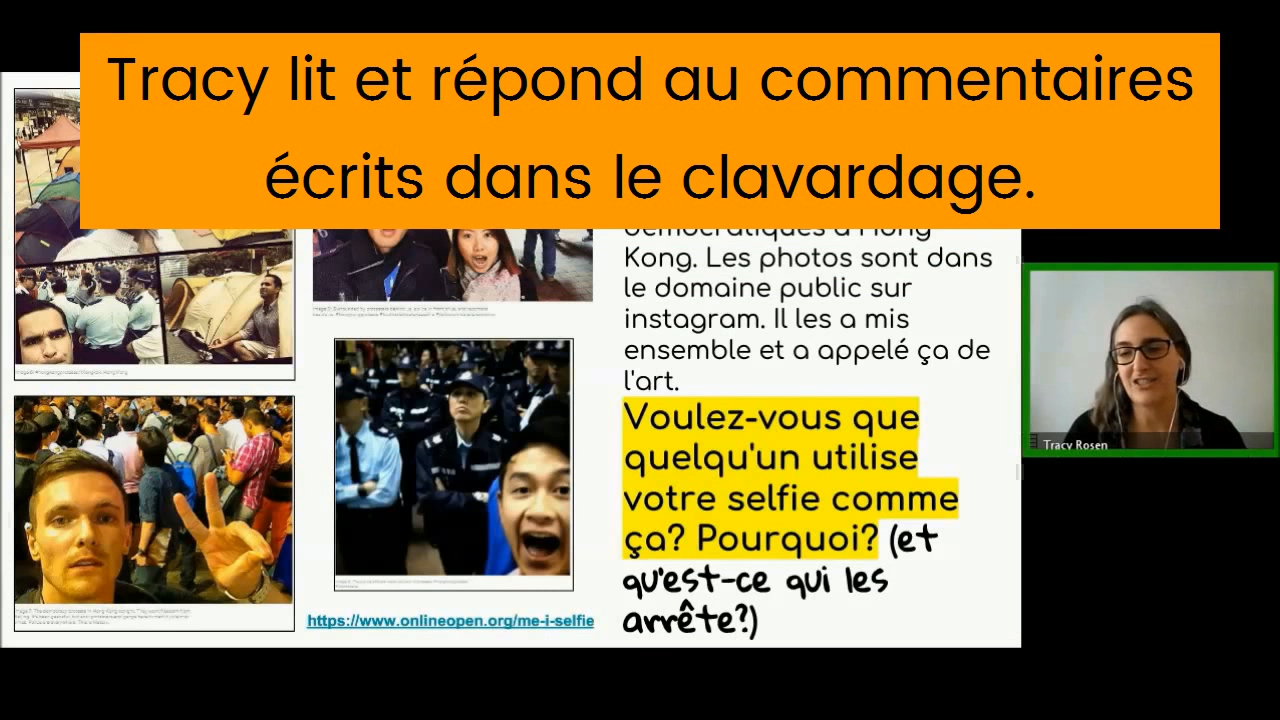 Tracy lit et répond au commentaires
écrits dans le clavardage.
démocratiques à Hong
Kong. Les photos sont dans
le domaine public sur
instagram. Il les a mis
ensemble et a appelé ça de
l'art.
Voulez-vous que
quelqu'un utilise
votre selfie comme
ça? Pourquoi? (et
qu'est-ce qui les
arrête?)
https://www.onlineopen.org/me-i-selfie
Tracy Rosen